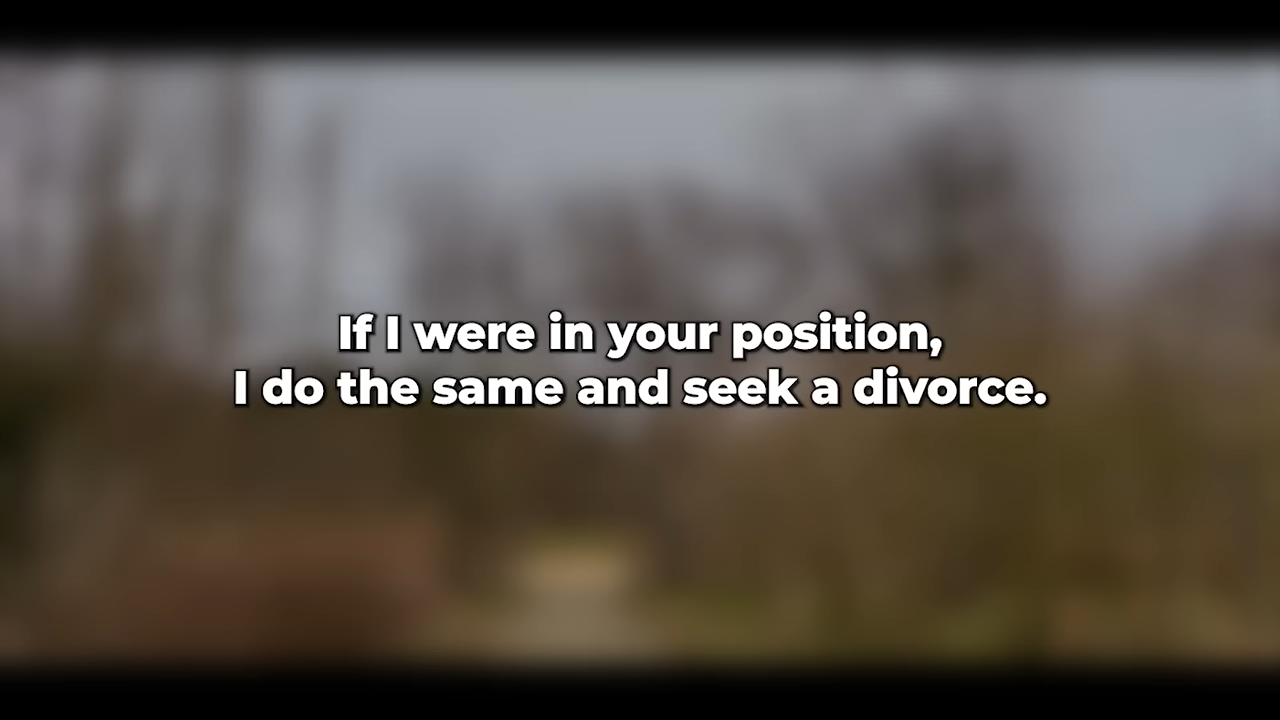 If I were in your position,
I do the same and seek a divorce.